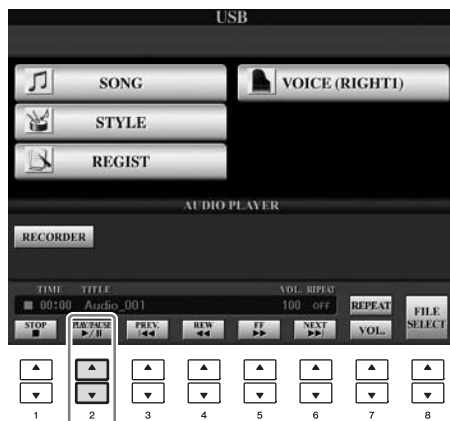 USB
SONG
VOICE (RIGHT1)
STYLE
REGIST
AUDIO PLAYER
RECORDER
TIME TITLE VOL. REPEAT
00:00 Audio_001 100 OFF
REPEAT
FILE SELECT
STOP PLAY/PAUSE PREV. REW FF NEXT VOL.
1 2 3 4 5 6 7 8